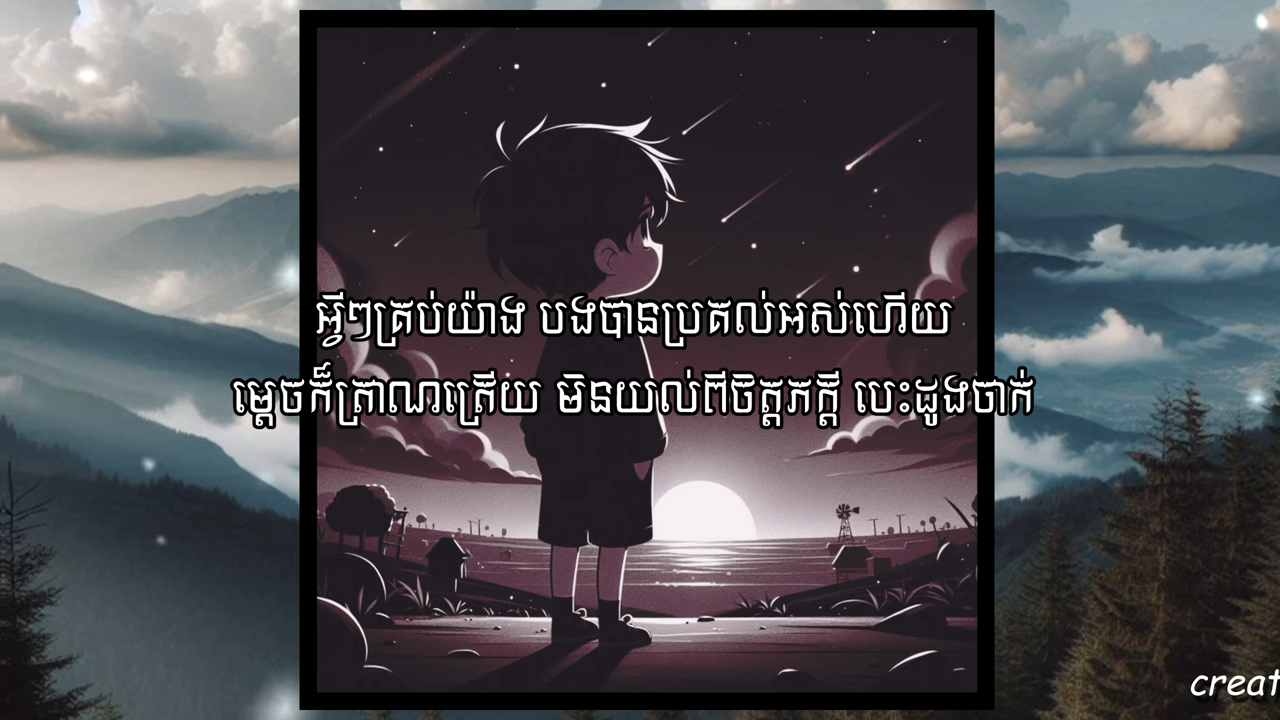 អ្វីៗគ្រប់យ៉ាង បងបានប្រគល់អស់ហើយ
ម្ដេចក៏ត្រាណត្រើយ មិនយល់ពីចិត្តភក្ដី បេះដូងចាក់
creat